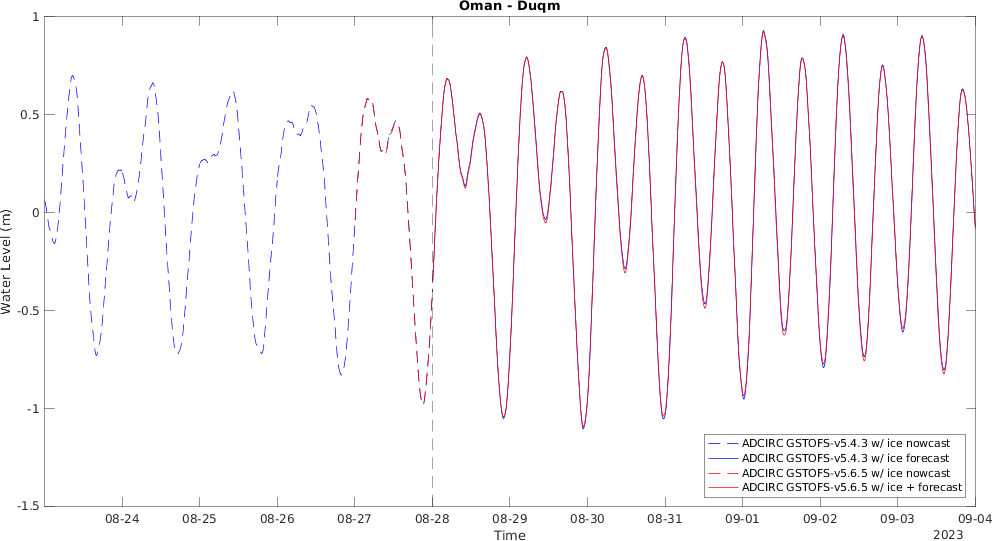 Oman - Duqm
1
0.5
0
-0.5
-1
-1.5
Water Level (m)
ADCIRC GSTOFS-v5.4.3 w/ ice nowcast
ADCIRC GSTOFS-v5.4.3 w/ ice forecast
ADCIRC GSTOFS-v5.6.5 w/ ice nowcast
ADCIRC GSTOFS-v5.6.5 w/ ice + forecast
08-24 08-25 08-26 08-27 08-28 08-29 08-30 08-31 09-01 09-02 09-03 09-04
Time
2023